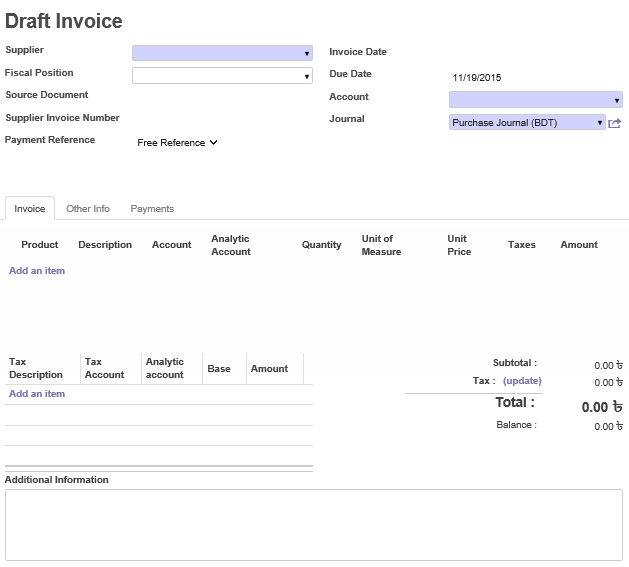 Draft Invoice
Supplier
Invoice Date
Fiscal Position
Due Date 11/19/2015
Source Document
Account
Supplier Invoice Number
Journal Purchase Journal (BDT)
Payment Reference Free Reference
Invoice Other Info Payments
Product Description Account Analytic Account Quantity Unit of Measure Unit Price Taxes Amount
Add an item
Tax Description Tax Account Analytic account Base Amount
Add an item
Subtotal : 0.00 ৳
Tax : (update) 0.00 ৳
Total : 0.00 ৳
Balance : 0.00 ৳
Additional Information